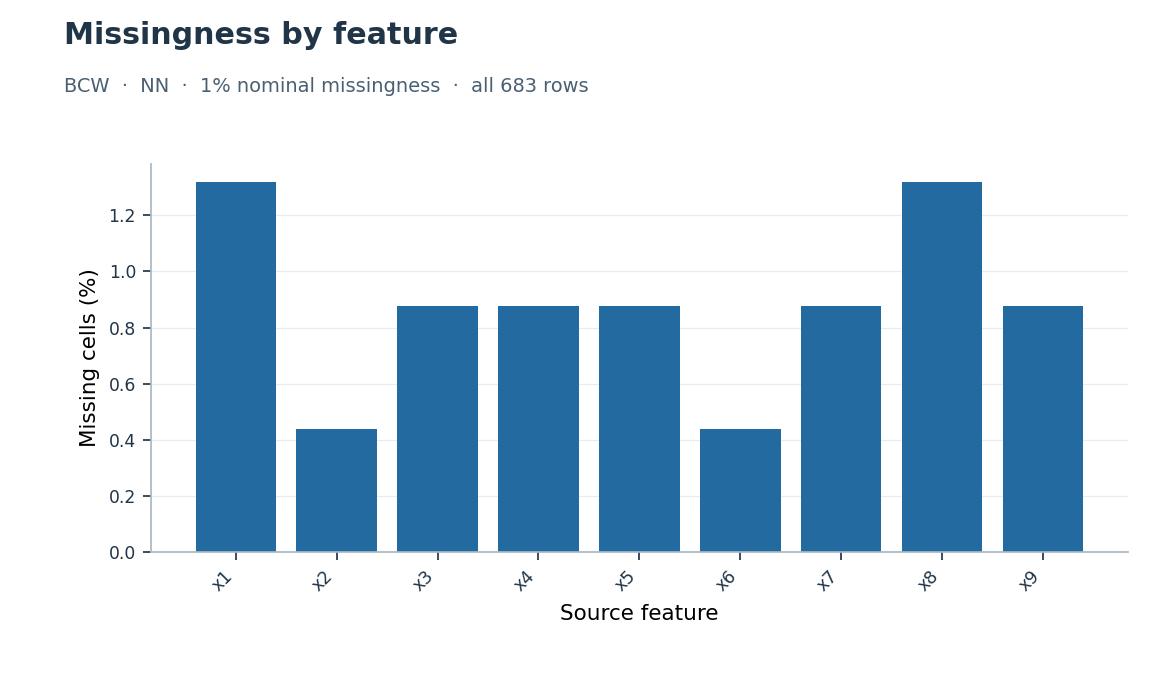 Missingness by feature
BCW · NN · 1% nominal missingness · all 683 rows
Missing cells (%)
1.2
1.0
0.8
0.6
0.4
0.2
0.0
x1 x2 x3 x4 x5 x6 x7 x8 x9
Source feature